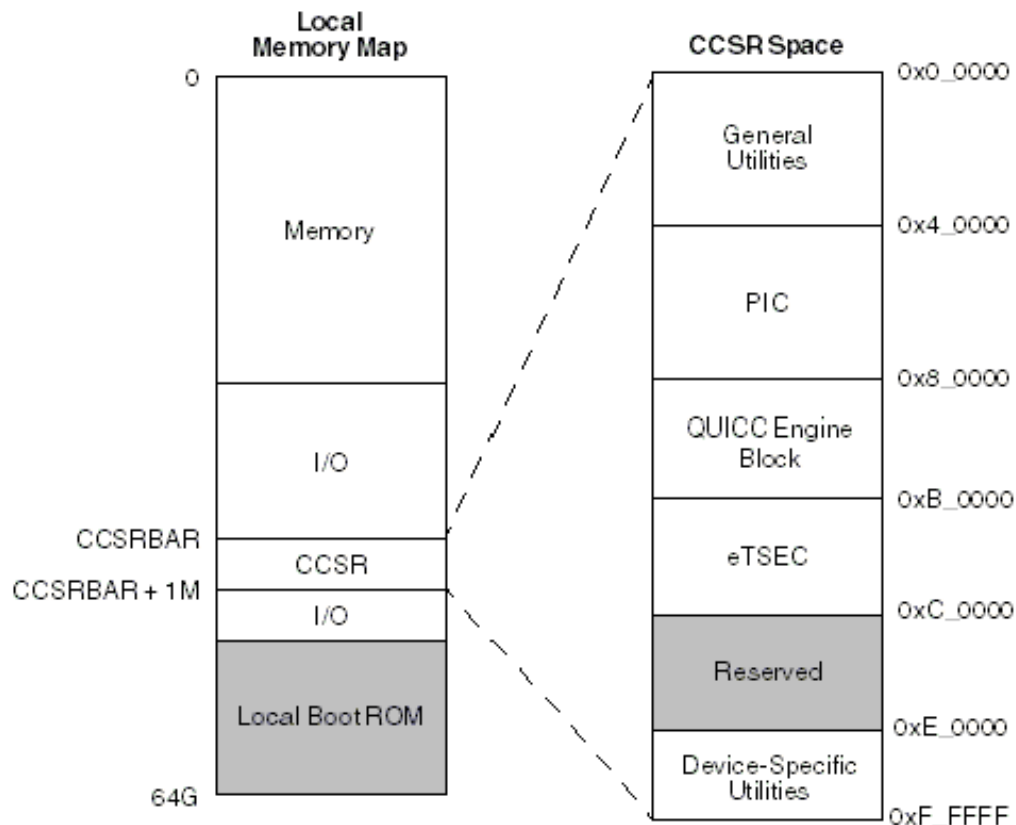 Local
Memory Map
0
Memory
I/O
CCSRBAR
CCSR
CCSRBAR + 1M
I/O
Local Boot ROM
64G
CCSR Space
0x0_0000
General
Utilities
0x4_0000
PIC
0x8_0000
QUICC Engine
Block
0xB_0000
eTSEC
0xC_0000
Reserved
0xE_0000
Device-Specific
Utilities
0xF_FFFF